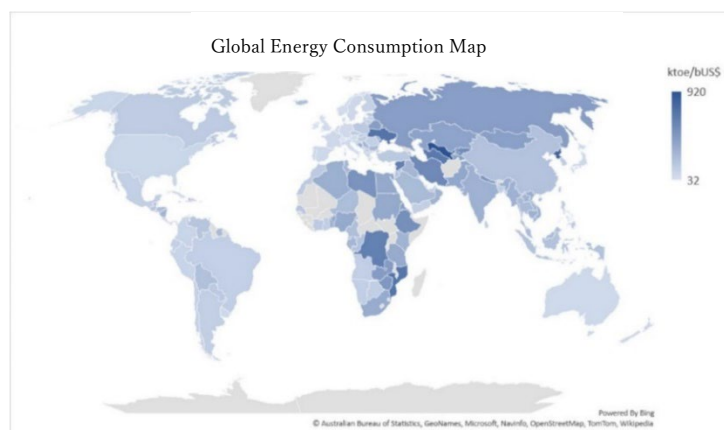 Global Energy Consumption Map
ktoe/bUS$
920
32
Powered By Bing
© Australian Bureau of Statistics, GeoNames, Microsoft, Navinfo, OpenStreetMap, TomTom, Wikipedia